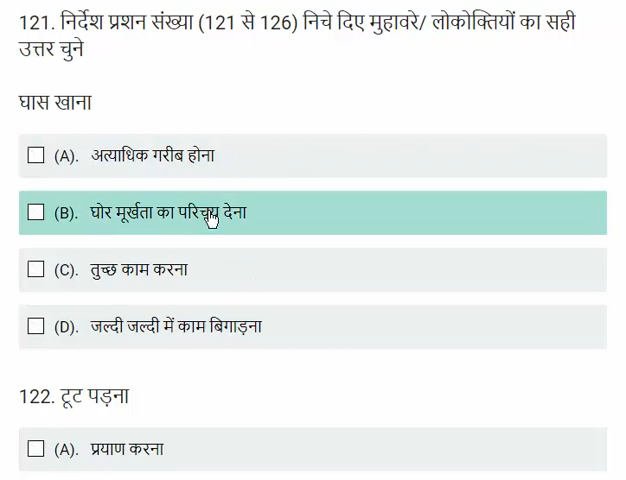 121. निर्देश प्रशन संख्या (121 से 126) निचे दिए मुहावरे/ लोकोक्तियों का सही
उत्तर चुने
घास खाना
(A). अत्याधिक गरीब होना
(B). घोर मूर्खता का परिचय देना
(C). तुच्छ काम करना
(D). जल्दी जल्दी में काम बिगाड़ना
122. टूट पड़ना
(A). प्रयाण करना